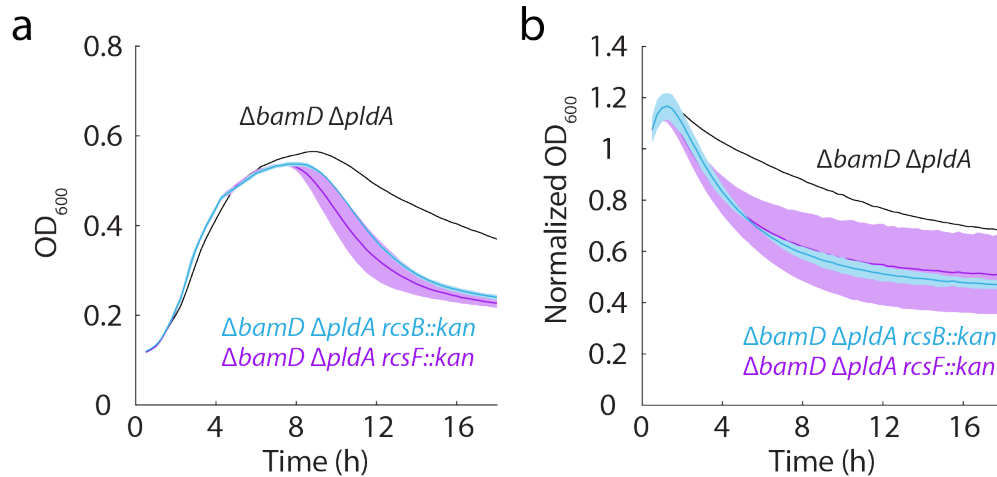 a
0.8
0.6
0.4
0.2
0
OD600
ΔbamD ΔpldA
ΔbamD ΔpldA rcsB::kan
ΔbamD ΔpldA rcsF::kan
0 4 8 12 16
Time (h)
b
1.4
1.2
1
0.8
0.6
0.4
0.2
0
Normalized OD600
ΔbamD ΔpldA
ΔbamD ΔpldA rcsB::kan
ΔbamD ΔpldA rcsF::kan
0 4 8 12 16
Time (h)